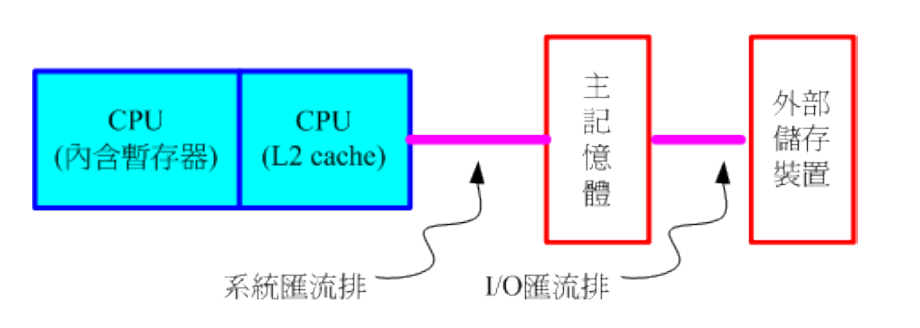 CPU
(內含暫存器)
CPU
(L2 cache)
主
記
憶
體
外部
儲存
裝置
系統匯流排
I/O匯流排